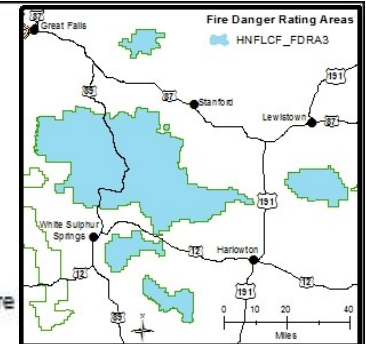 Fire Danger Rating Areas
HNFLCF_FDRA3
87
Great Falls
89
87
Stanford
191
Lewistown
87
191
White Sulphur
Springs
12
Harlowton
12
12
191
89
0 10 20 40
Miles
re